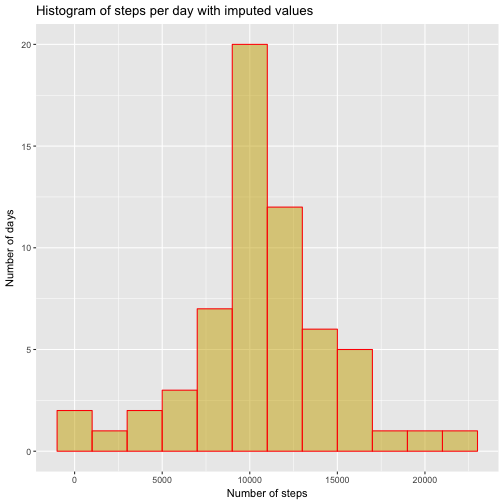 Histogram of steps per day with imputed values
Number of days
20
15
10
5
0
0 5000 10000 15000 20000
Number of steps